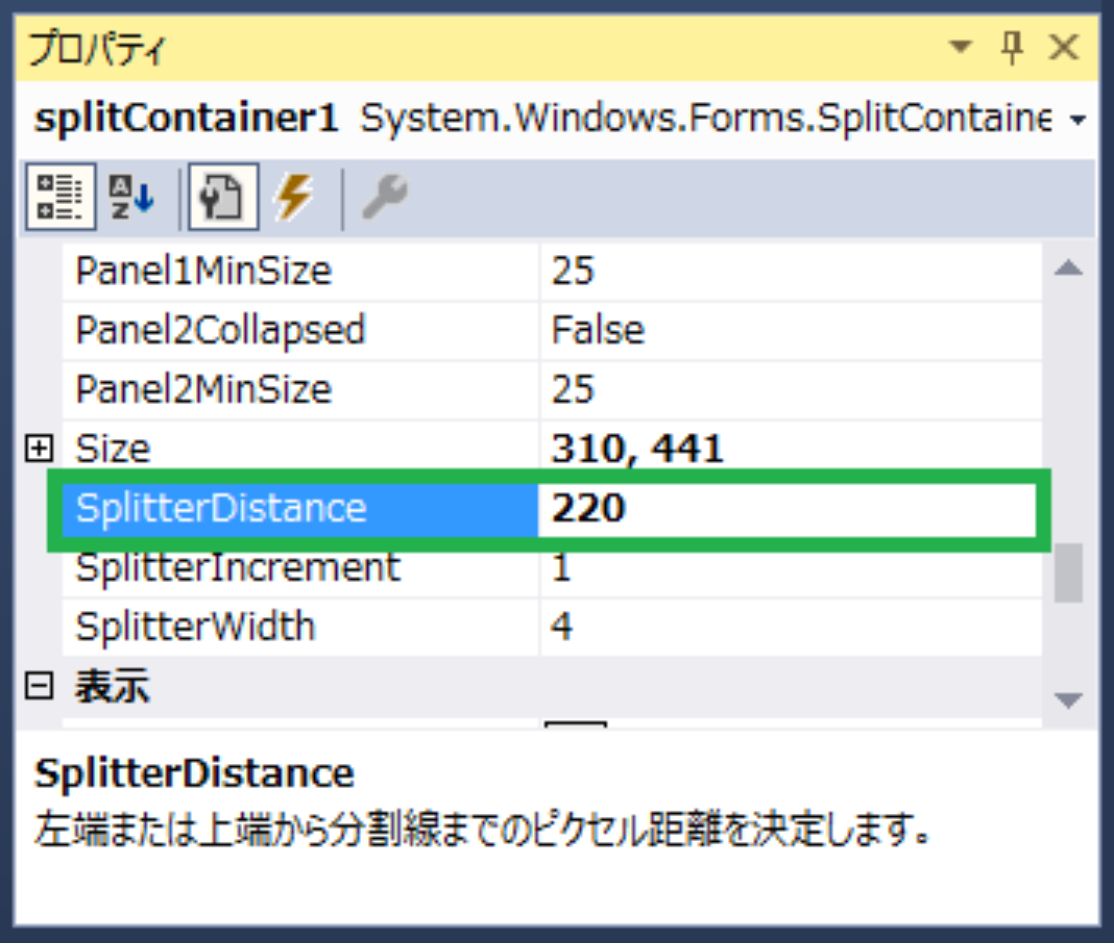 プロパティ
splitContainer1 System.Windows.Forms.SplitContaine
Panel1MinSize 25
Panel2Collapsed False
Panel2MinSize 25
Size 310, 441
SplitterDistance 220
SplitterIncrement 1
SplitterWidth 4
表示
SplitterDistance
左端または上端から分割線までのピクセル距離を決定します。